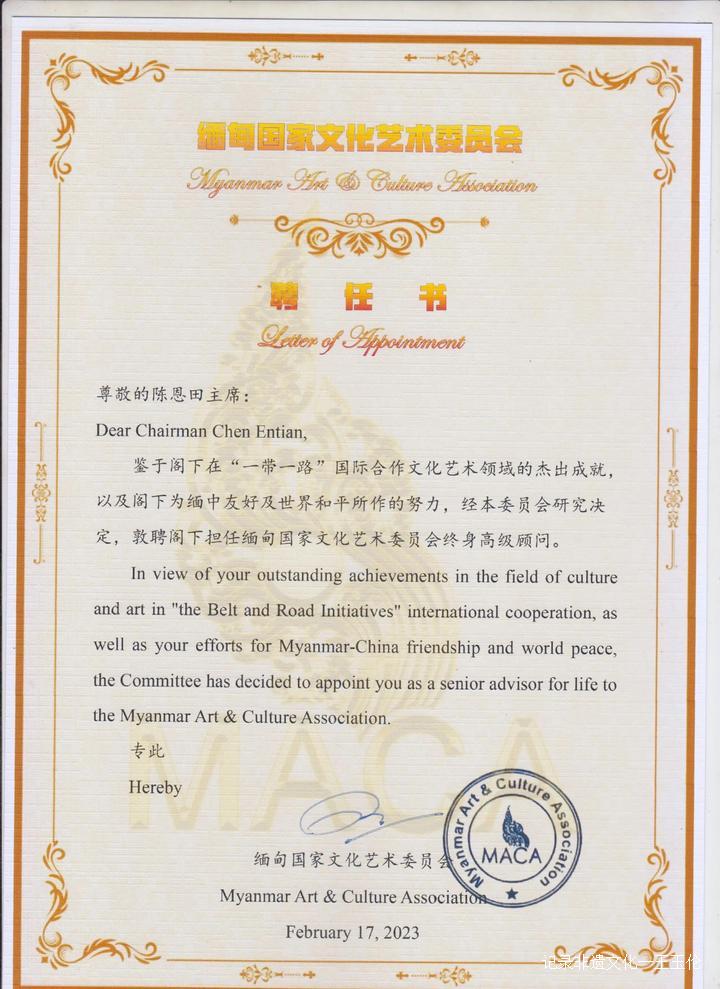 缅甸国家文化艺术委员会
Myanmar Art & Culture Association
聘任书
Letter of Appointment
尊敬的陈恩田主席：
Dear Chairman Chen Entian,
鉴于阁下在“一带一路”国际合作文化艺术领域的杰出成就，
以及阁下为缅中友好及世界和平所作的努力，经本委员会研究决
定，敦聘阁下担任缅甸国家文化艺术委员会终身高级顾问。
In view of your outstanding achievements in the field of culture
and art in "the Belt and Road Initiatives" international cooperation, as
well as your efforts for Myanmar-China friendship and world peace,
the Committee has decided to appoint you as a senior advisor for life to
the Myanmar Art & Culture Association.
MACA
专此
Hereby
缅甸国家文化艺术委员会
Myanmar Art & Culture Association
February 17, 2023
Myanmar Art & Culture Association
MACA
记录非遗文化—王玉伦